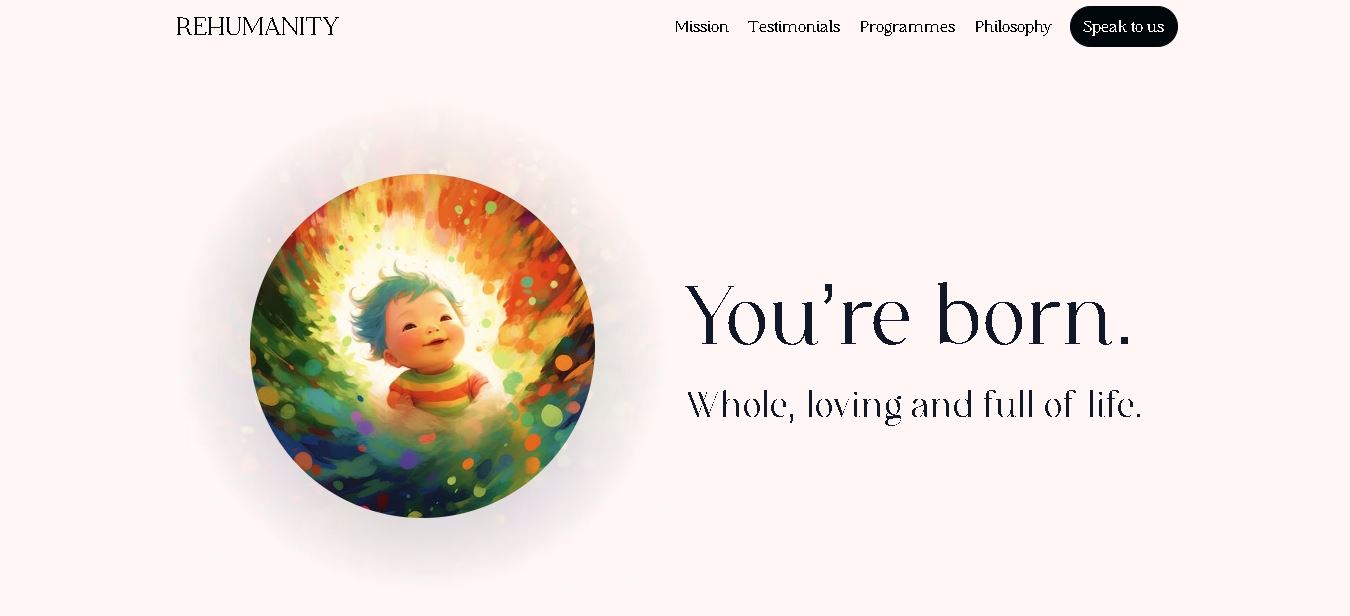 REHUMANITY
Mission Testimonials Programmes Philosophy Speak to us
You’re born.
Whole, loving and full of life.